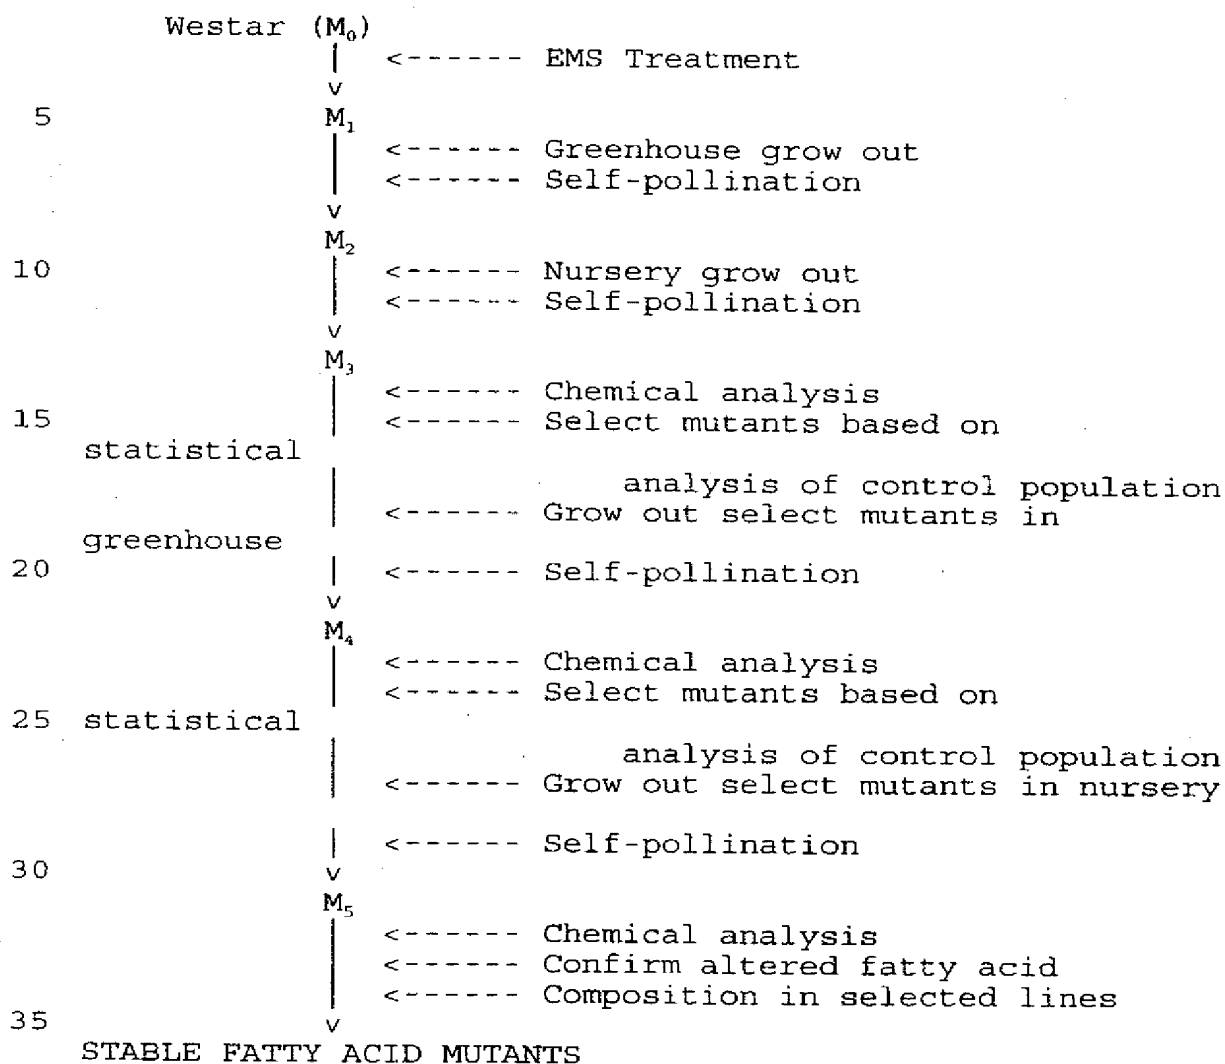 Westar (M₀)
| <------ EMS Treatment
v
5 M₁
| <------ Greenhouse grow out
| <------ Self-pollination
v
M₂
10 | <------ Nursery grow out
| <------ Self-pollination
v
M₃
| <------ Chemical analysis
15 | <------ Select mutants based on
statistical
| analysis of control population
| <------ Grow out select mutants in
greenhouse
20 | <------ Self-pollination
v
M₄
| <------ Chemical analysis
| <------ Select mutants based on
25 statistical
| analysis of control population
| <------ Grow out select mutants in nursery
| <------ Self-pollination
30 v
M₅
| <------ Chemical analysis
| <------ Confirm altered fatty acid
| <------ Composition in selected lines
35 v
STABLE FATTY ACID MUTANTS